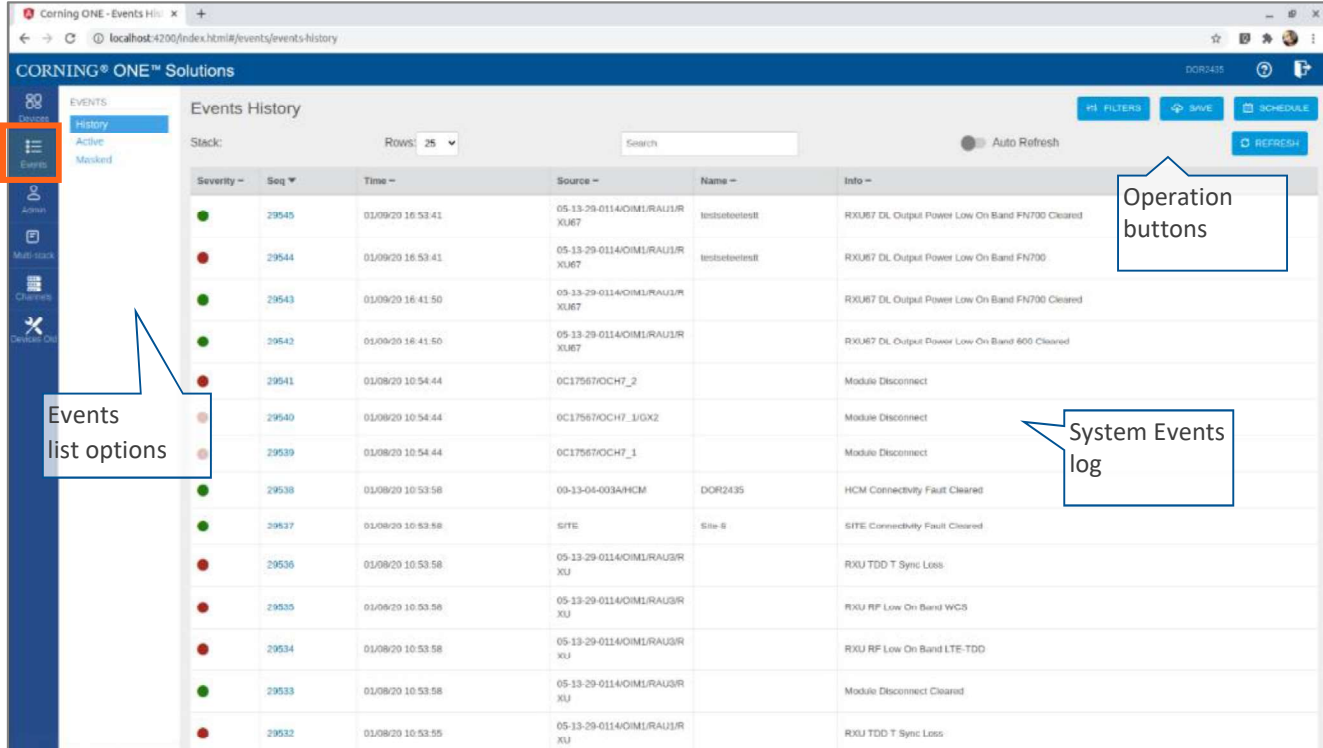 Corning ONE - Events His
localhost:4200/index.html#/events/events-history
CORNING® ONE™ Solutions
DOR2435
Devices
Events
Admin
Multi-stack
Channels
Devices Old
EVENTS
History
Active
Masked
Events History
FILTERS
SAVE
SCHEDULE
Stack:
Rows: 25
Search
Auto Refresh
REFRESH
Severity Seq Time Source Name Info
29545 01/09/20 16:53:41 05-13-29-0114/OIM1/RAU1/R testseteetestt RXU67 DL Output Power Low On Band FN700 Cleared
XU67
29544 01/09/20 16:53:41 05-13-29-0114/OIM1/RAU1/R testseteetestt RXU67 DL Output Power Low On Band FN700
XU67
29543 01/09/20 16:41:50 05-13-29-0114/OIM1/RAU1/R RXU67 DL Output Power Low On Band FN700 Cleared
XU67
29542 01/09/20 16:41:50 05-13-29-0114/OIM1/RAU1/R RXU67 DL Output Power Low On Band 600 Cleared
XU67
29541 01/08/20 10:54:44 0C17567/OCH7_2 Module Disconnect
29540 01/08/20 10:54:44 0C17567/OCH7_1/GX2 Module Disconnect
29539 01/08/20 10:54:44 0C17567/OCH7_1 Module Disconnect
29538 01/08/20 10:53:58 00-13-04-003A/HCM DOR2435 HCM Connectivity Fault Cleared
29537 01/08/20 10:53:58 SITE Site-8 SITE Connectivity Fault Cleared
29536 01/08/20 10:53:58 05-13-29-0114/OIM1/RAU3/R RXU TDD T Sync Loss
XU
29535 01/08/20 10:53:58 05-13-29-0114/OIM1/RAU3/R RXU RF Low On Band WCS
XU
29534 01/08/20 10:53:58 05-13-29-0114/OIM1/RAU3/R RXU RF Low On Band LTE-TDD
XU
29533 01/08/20 10:53:58 05-13-29-0114/OIM1/RAU3/R Module Disconnect Cleared
XU
29532 01/08/20 10:53:55 05-13-29-0114/OIM1/RAU1/R RXU TDD T Sync Loss
XU
Operation
buttons
Events
list options
System Events
log